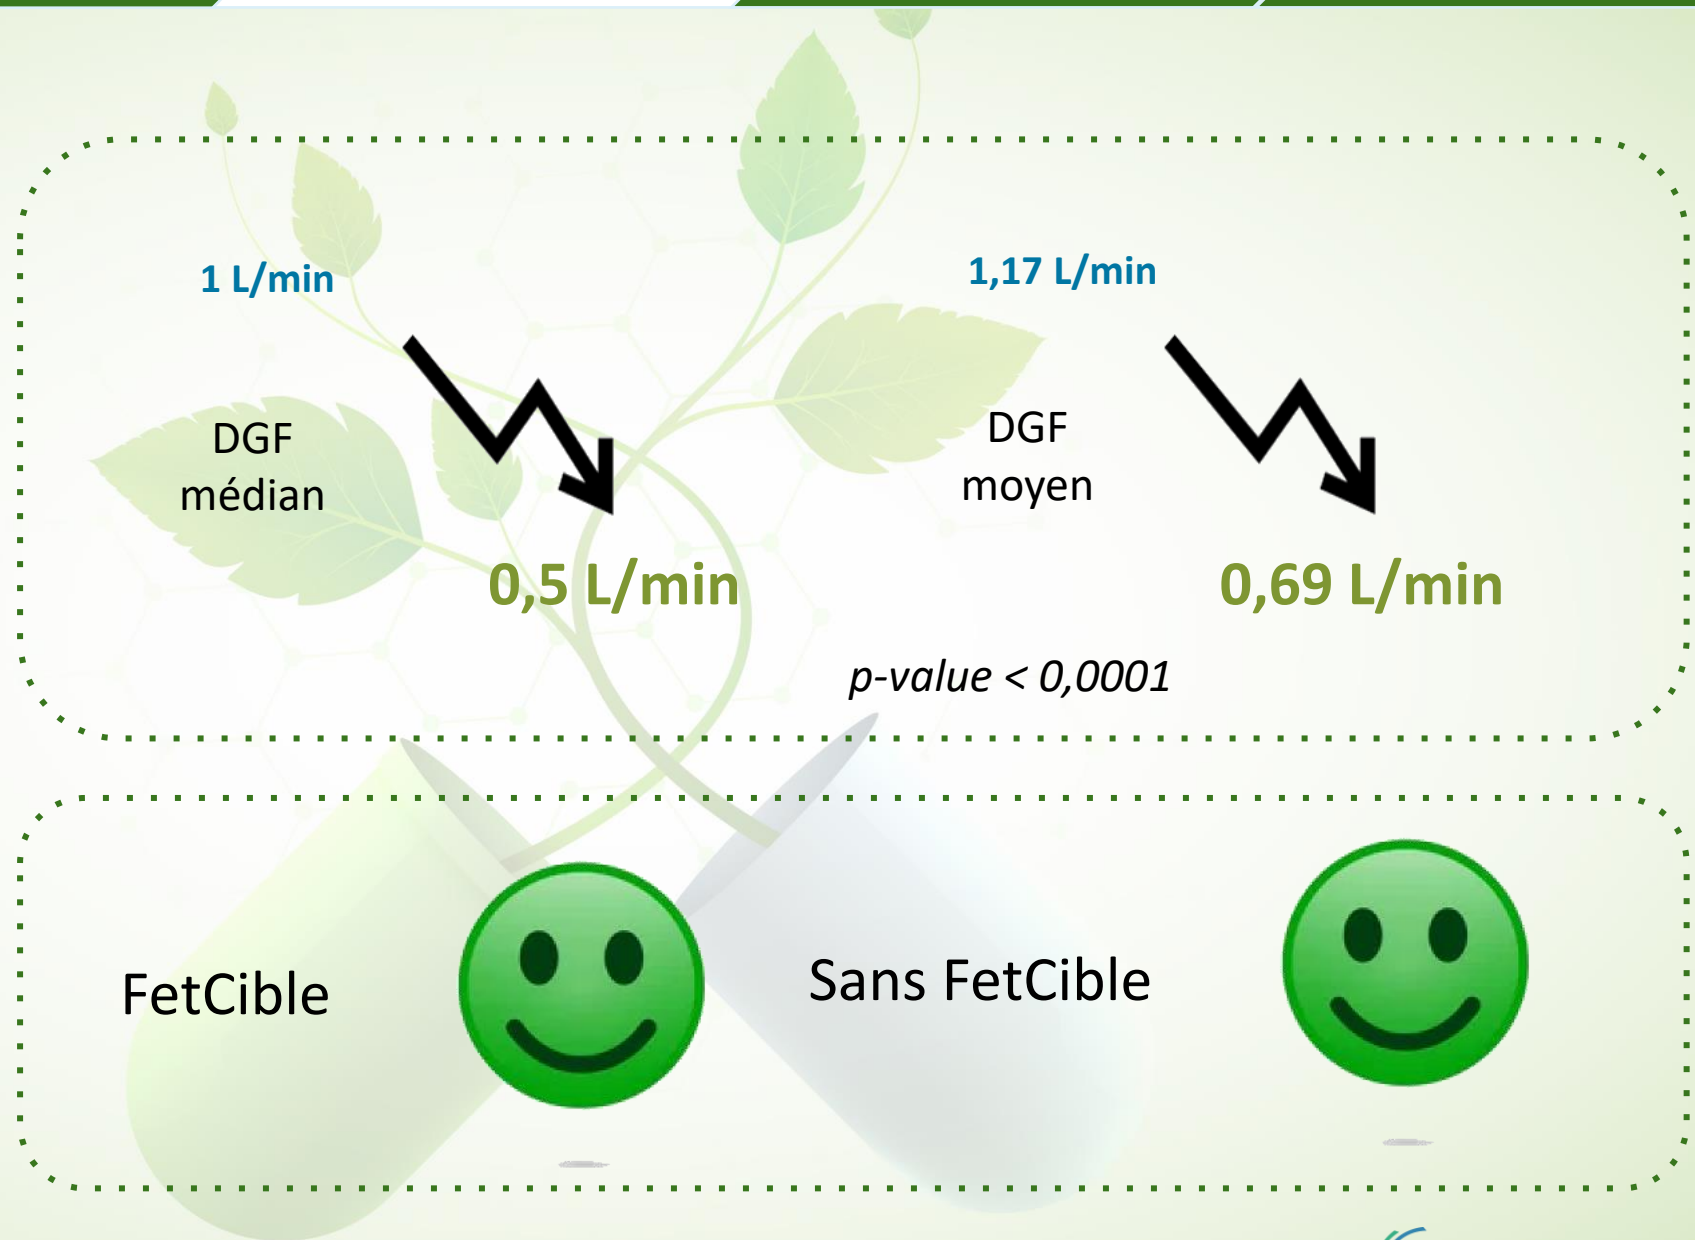 1 L/min
DGF
médian
0,5 L/min
1,17 L/min
DGF
moyen
0,69 L/min
p-value < 0,0001
FetCible
Sans FetCible